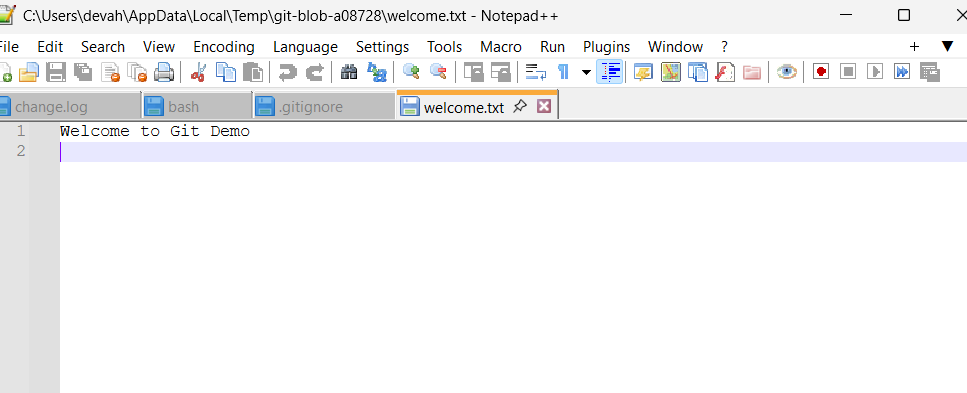 C:\Users\devah\AppData\Local\Temp\git-blob-a08728\welcome.txt - Notepad++
File Edit Search View Encoding Language Settings Tools Macro Run Plugins Window ?
change.log bash .gitignore welcome.txt
1 Welcome to Git Demo
2